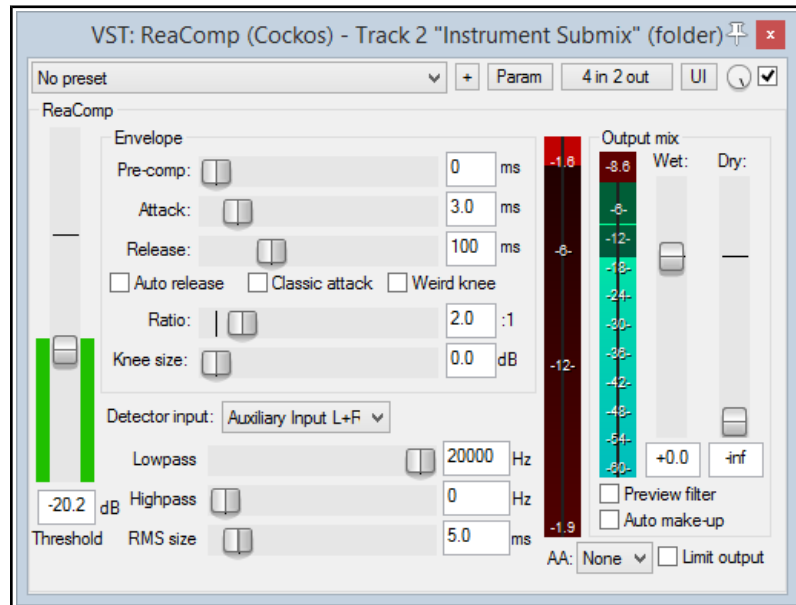 VST: ReaComp (Cockos) - Track 2 "Instrument Submix" (folder)
No preset + Param 4 in 2 out UI
ReaComp
Envelope
Pre-comp: 0 ms
Attack: 3.0 ms
Release: 100 ms
Auto release Classic attack Weird knee
Ratio: 2.0 :1
Knee size: 0.0 dB
Detector input: Auxiliary Input L+R
Lowpass 20000 Hz
Highpass 0 Hz
RMS size 5.0 ms
-20.2 dB
Threshold
-1.6
-6-
-12-
-1.9
Output mix
Wet: Dry:
-8.6
-6-
-12-
-18-
-24-
-30-
-36-
-42-
-48-
-54-
-60-
+0.0 -inf
Preview filter
Auto make-up
AA: None Limit output